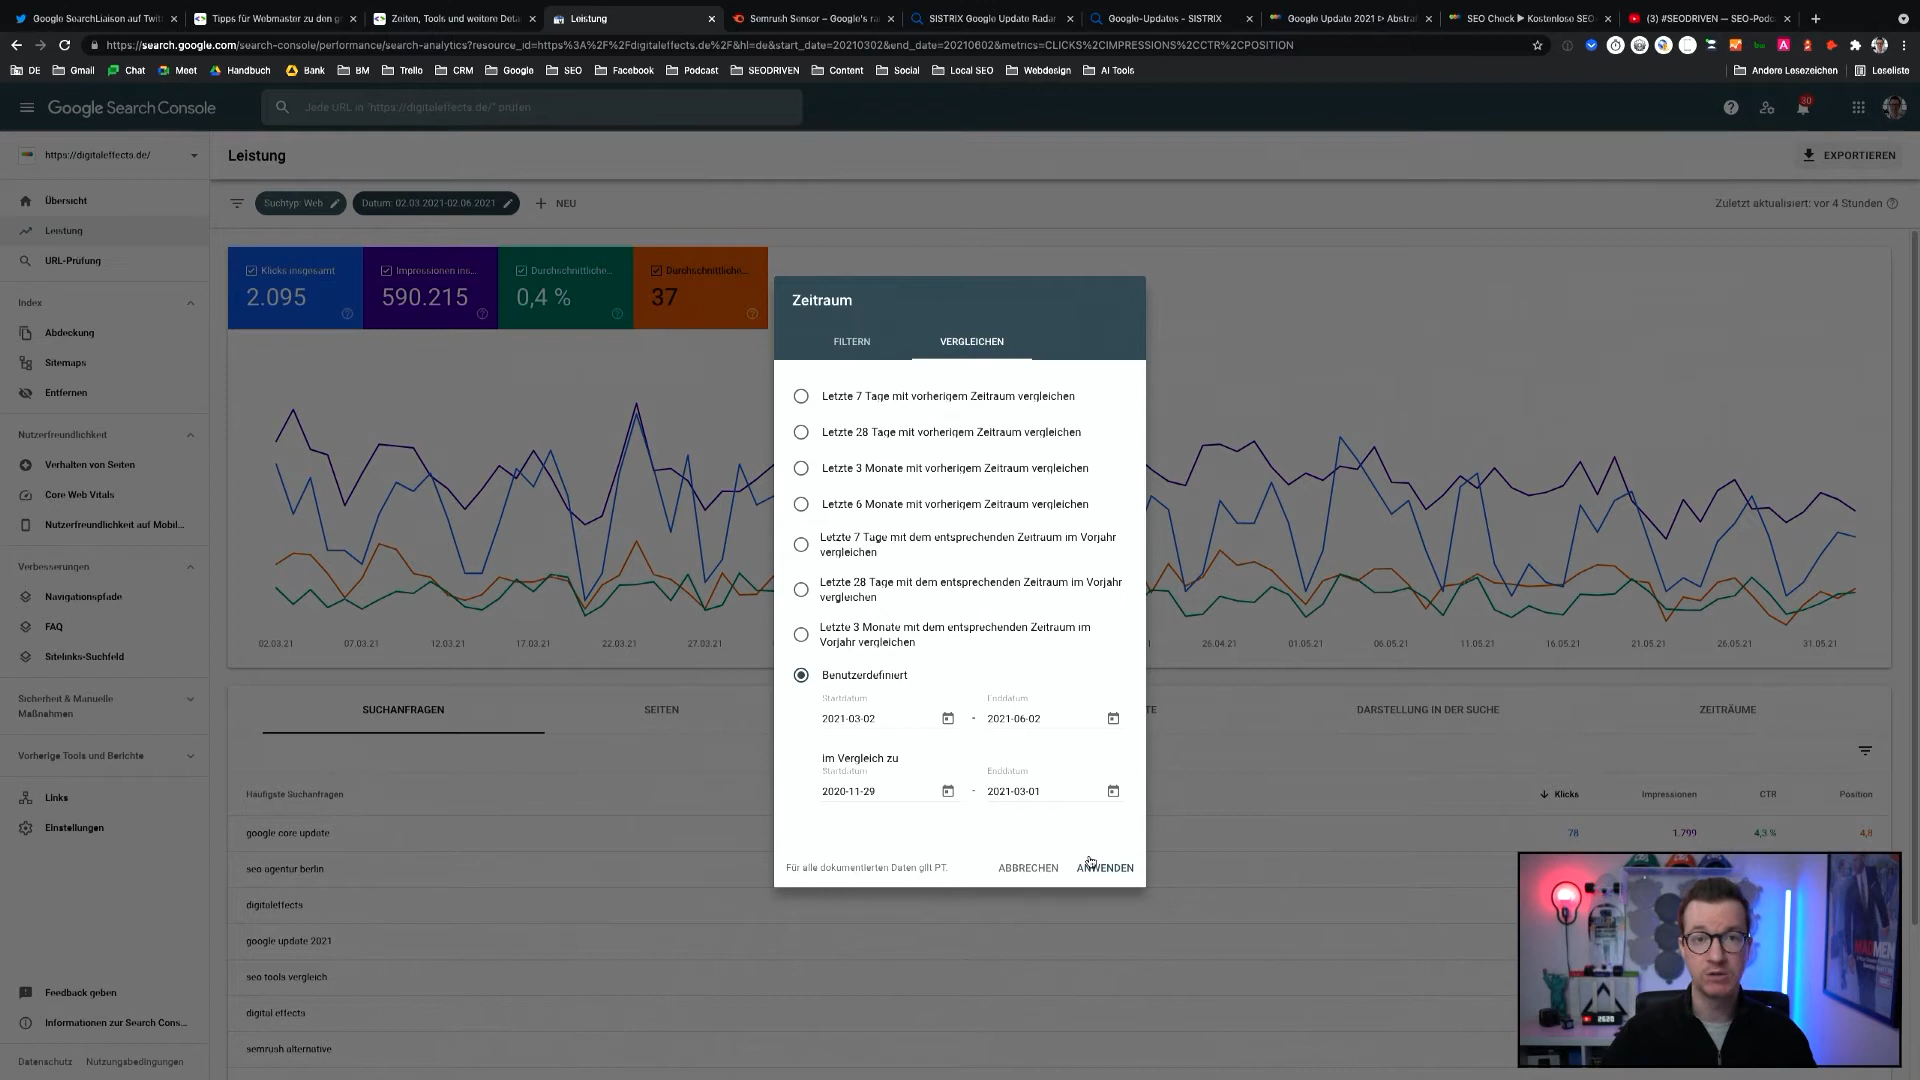 Google SearchLiaison auf Twit
Tipps für Webmaster zu den gr
Zeiten, Tools und weitere Detai
Leistung
Semrush Sensor – Google's ra
SISTRIX Google Update Radar
Google-Updates - SISTRIX
Google Update 2021 ᐅ Abstraf
SEO Check ▶ Kostenlose SEO-
(3) #SEODRIVEN — SEO-Podc
https://search.google.com/search-console/performance/search-analytics?resource_id=https%3A%2F%2Fdigitaleffects.de%2F&hl=de&start_date=20210302&end_date=20210602&metrics=CLICKS%2CIMPRESSIONS%2CCTR%2CPOSITION
DE
Gmail
Chat
Meet
Handbuch
Bank
BM
Trello
CRM
Google
SEO
Facebook
Podcast
SEODRIVEN
Content
Social
Local SEO
Webdesign
AI Tools
Andere Lesezeichen
Leseliste
Google Search Console
Jede URL in "https://digitaleffects.de/" prüfen
30
https://digitaleffects.de/
Leistung
EXPORTIEREN
Übersicht
Leistung
URL-Prüfung
Index
Abdeckung
Sitemaps
Entfernen
Nutzerfreundlichkeit
Verhalten von Seiten
Core Web Vitals
Nutzerfreundlichkeit auf Mobil...
Verbesserungen
Navigationspfade
FAQ
Sitelinks-Suchfeld
Sicherheit & Manuelle
Maßnahmen
Vorherige Tools und Berichte
Links
Einstellungen
Feedback geben
Informationen zur Search Cons...
Datenschutz
Nutzungsbedingungen
Suchtyp: Web
Datum: 02.03.2021-02.06.2021
NEU
Zuletzt aktualisiert: vor 4 Stunden
Klicks insgesamt
2.095
Impressionen ins...
590.215
Durchschnittliche...
0,4 %
Durchschnittliche...
37
02.03.21
07.03.21
12.03.21
17.03.21
22.03.21
27.03.21
26.04.21
01.05.21
06.05.21
11.05.21
16.05.21
21.05.21
26.05.21
31.05.21
Zeitraum
FILTERN
VERGLEICHEN
Letzte 7 Tage mit vorherigem Zeitraum vergleichen
Letzte 28 Tage mit vorherigem Zeitraum vergleichen
Letzte 3 Monate mit vorherigem Zeitraum vergleichen
Letzte 6 Monate mit vorherigem Zeitraum vergleichen
Letzte 7 Tage mit dem entsprechenden Zeitraum im Vorjahr
vergleichen
Letzte 28 Tage mit dem entsprechenden Zeitraum im Vorjahr
vergleichen
Letzte 3 Monate mit dem entsprechenden Zeitraum im
Vorjahr vergleichen
Benutzerdefiniert
Startdatum
Enddatum
2021-03-02
-
2021-06-02
im Vergleich zu
Startdatum
Enddatum
2020-11-29
-
2021-03-01
Für alle dokumentierten Daten gilt PT.
ABBRECHEN
ANWENDEN
SUCHANFRAGEN
SEITEN
TE
DARSTELLUNG IN DER SUCHE
ZEITRÄUME
Häufigste Suchanfragen
Klicks
Impressionen
CTR
Position
google core update
78
1.799
4,3 %
4,8
seo agentur berlin
digitaleffects
google update 2021
seo tools vergleich
digital effects
semrush alternative
MADMEN
2620